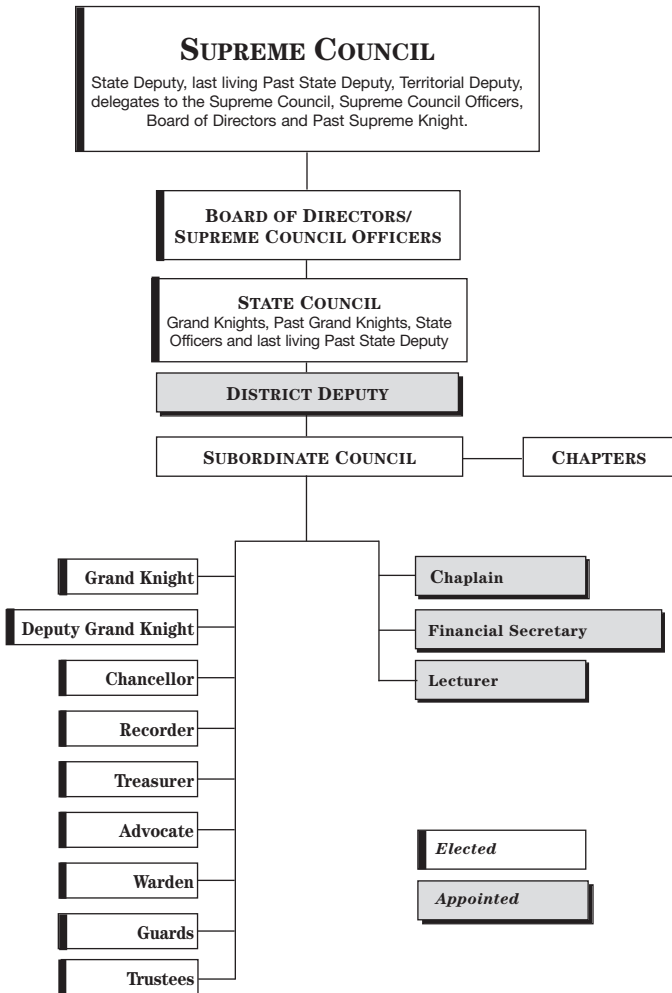 SUPREME COUNCIL
State Deputy, last living Past State Deputy, Territorial Deputy,
delegates to the Supreme Council, Supreme Council Officers,
Board of Directors and Past Supreme Knight.
BOARD OF DIRECTORS/
SUPREME COUNCIL OFFICERS
STATE COUNCIL
Grand Knights, Past Grand Knights, State
Officers and last living Past State Deputy
DISTRICT DEPUTY
SUBORDINATE COUNCIL
CHAPTERS
Grand Knight
Deputy Grand Knight
Chancellor
Recorder
Treasurer
Advocate
Warden
Guards
Trustees
Chaplain
Financial Secretary
Lecturer
Elected
Appointed